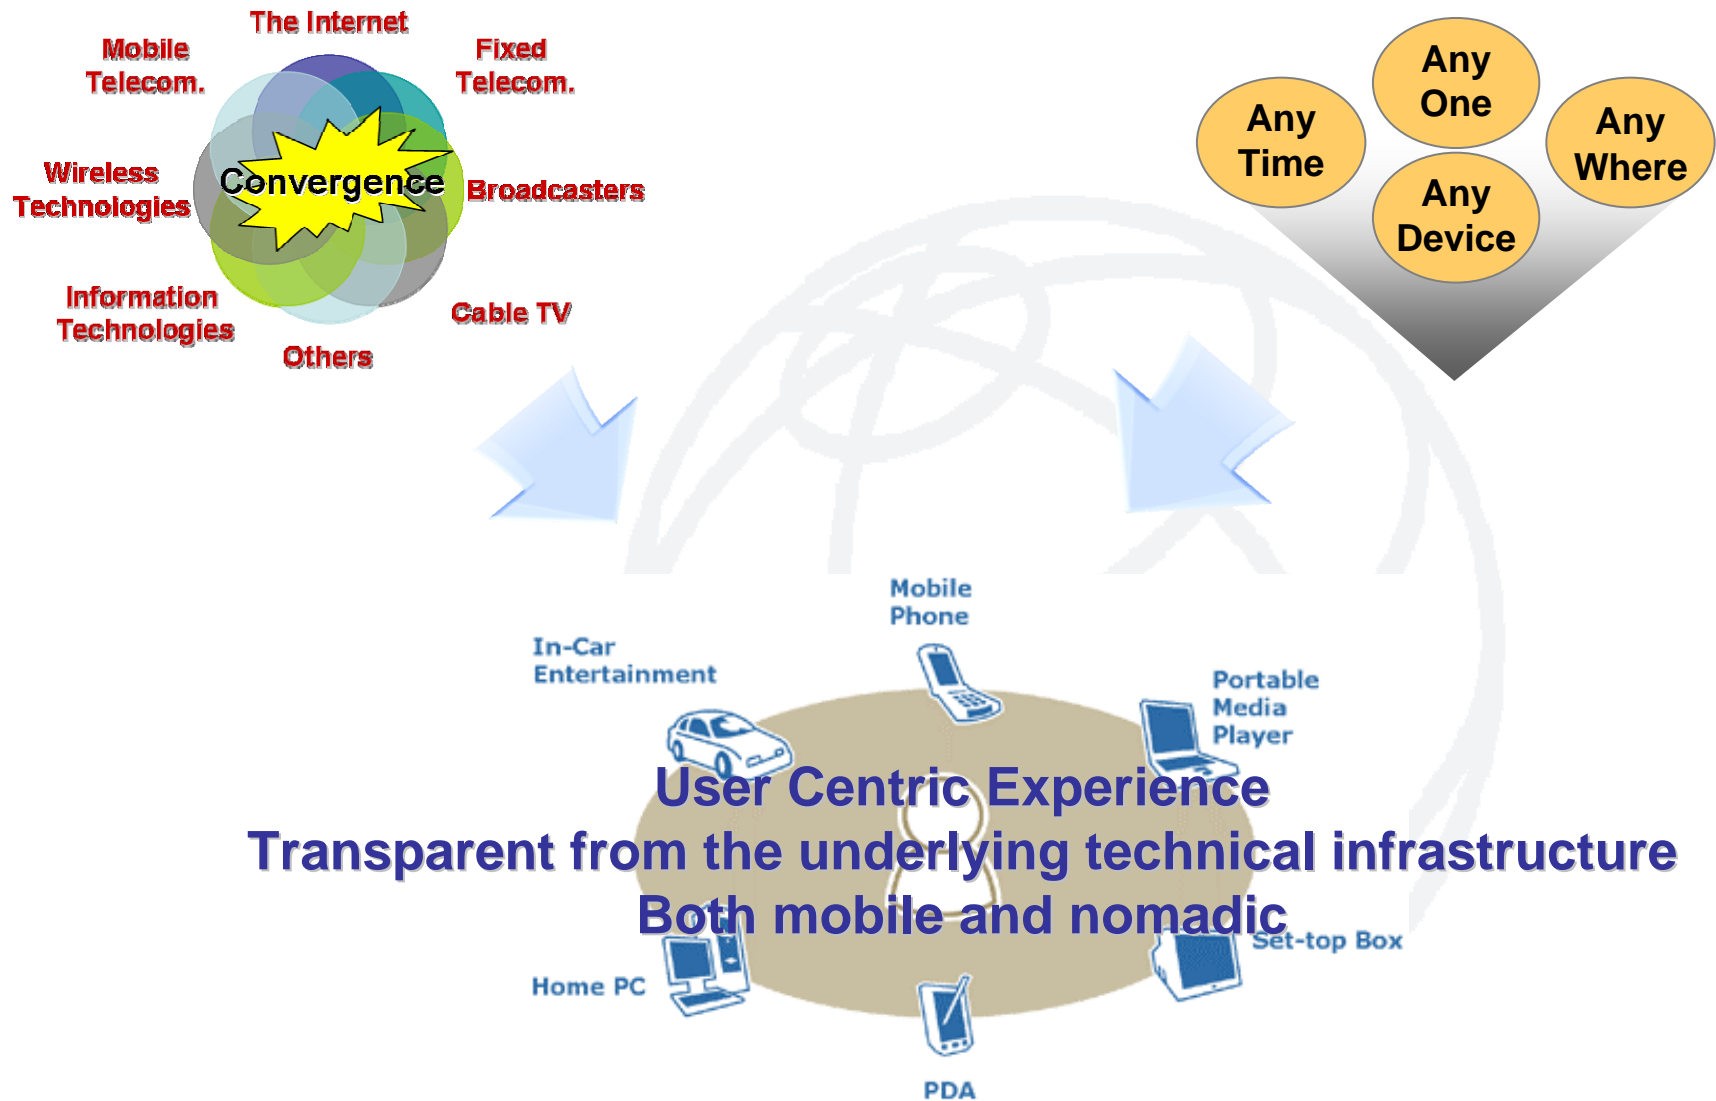 The Internet
Mobile
Telecom.
Fixed
Telecom.
Wireless
Technologies
Convergence
Broadcasters
Information
Technologies
Cable TV
Others
Any
One
Any
Time
Any
Where
Any
Device
Mobile
Phone
In-Car
Entertainment
Portable
Media
Player
User Centric Experience
Transparent from the underlying technical infrastructure
Both mobile and nomadic
Set-top Box
Home PC
PDA